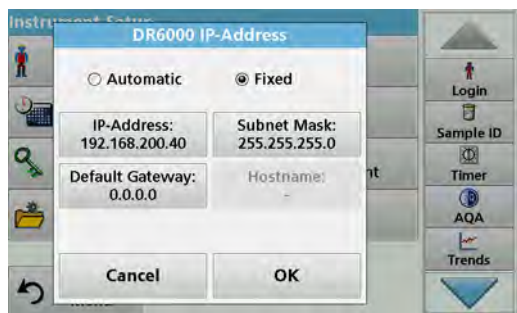 DR6000 IP-Address
Automatic
Fixed
IP-Address:
192.168.200.40
Subnet Mask:
255.255.255.0
Default Gateway:
0.0.0.0
Hostname:
-
Cancel
OK
Login
Sample ID
Timer
AQA
Trends